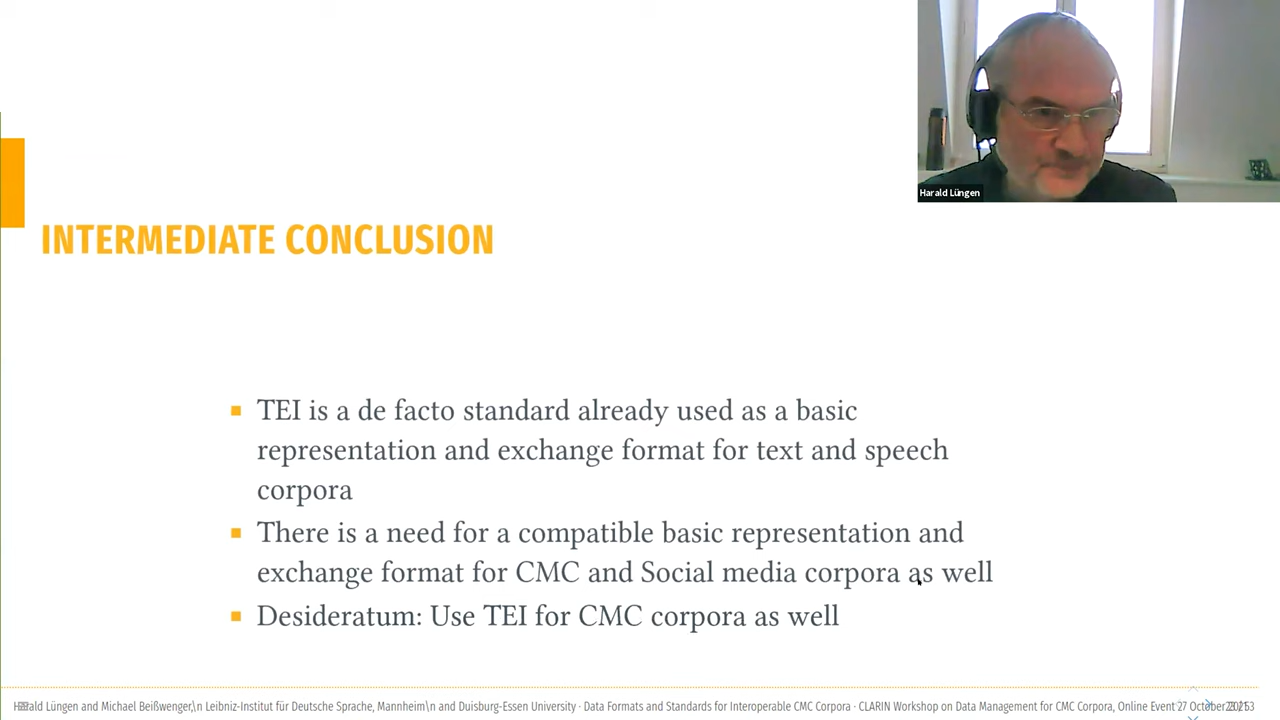 Harald Lüngen
INTERMEDIATE CONCLUSION
TEI is a de facto standard already used as a basic
representation and exchange format for text and speech
corpora
There is a need for a compatible basic representation and
exchange format for CMC and Social media corpora as well
Desideratum: Use TEI for CMC corpora as well
Harald Lüngen and Michael Beißwenger,\n Leibniz-Institut für Deutsche Sprache, Mannheim\n and Duisburg-Essen University · Data Formats and Standards for Interoperable CMC Corpora · CLARIN Workshop on Data Management for CMC Corpora, Online Event 27 October 2021